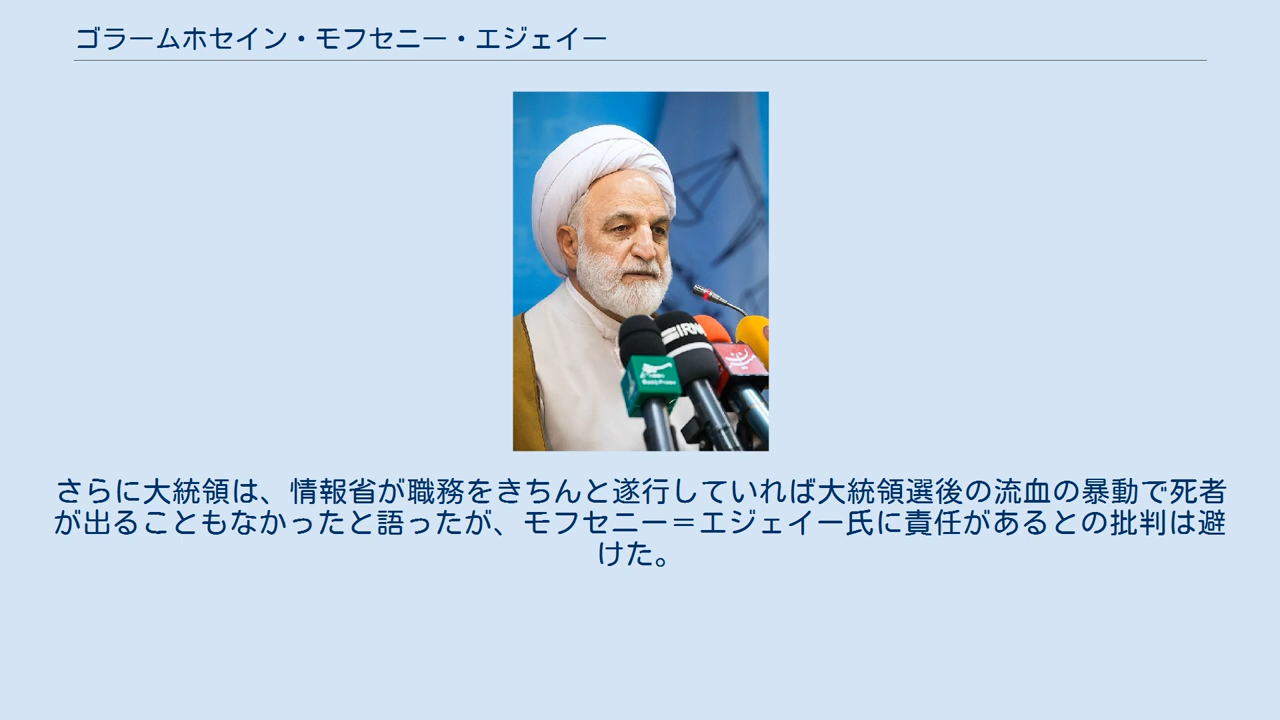 ゴラームホセイン・モフセニー・エジェイー
IRN
さらに大統領は、情報省が職務をきちんと遂行していれば大統領選後の流血の暴動で死者
が出ることもなかったと語ったが、モフセニー＝エジェイー氏に責任があるとの批判は避
けた。